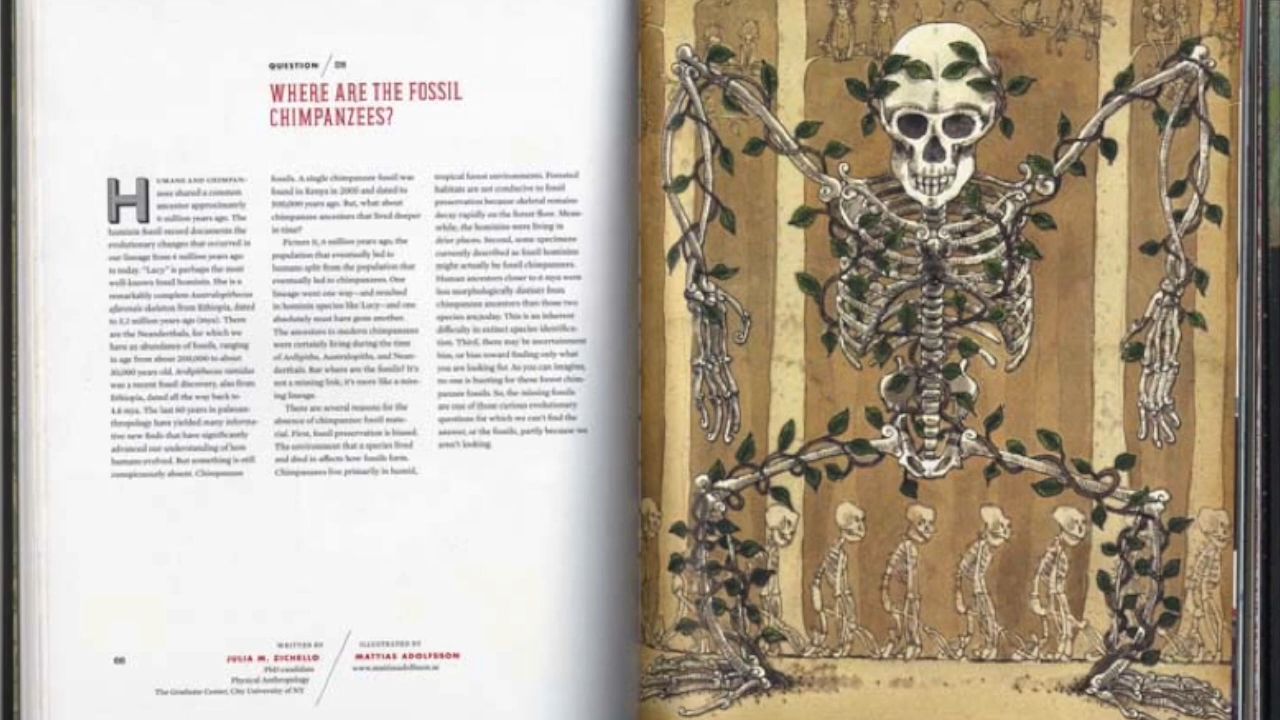 QUESTION /
WHERE ARE THE FOSSIL
CHIMPANZEES?
HUMANS AND CHIMPAN-
zees shared a common
ancestor approximately
6 million years ago. The
hominin fossil record documents the
evolutionary changes that occurred in
our lineage from 6 million years ago
to today. "Lucy" is perhaps the most
well-known fossil hominin. She is a
remarkably complete Australopithecus
afarensis skeleton from Ethiopia, dated
to 3.2 million years ago (mya). There
are the Neanderthals, for which we
have an abundance of fossils, ranging
in age from about 200,000 to about
30,000 years old. Ardipithecus ramidus
was a recent fossil discovery, also from
Ethiopia, dated all the way back to
4.4 mya. The last 60 years in paleoan-
thropology have yielded many informa-
tive new finds that have significantly
advanced our understanding of how
humans evolved. But something is still
conspicuously absent. Chimpanzee
fossils. A single chimpanzee fossil was
found in Kenya in 2005 and dated to
500,000 years ago. But, what about
chimpanzee ancestors that lived deeper
in time?
Picture it, 6 million years ago, the
population that eventually led to
humans split from the population that
eventually led to chimpanzees. One
lineage went one way—and resulted
in hominin species like Lucy—and one
absolutely must have gone another.
The ancestors to modern chimpanzees
were certainly living during the time
of Ardipiths, Australopiths, and Nean-
derthals. But where are the fossils? It's
not a missing link, it's more like a miss-
ing lineage.
There are several reasons for the
absence of chimpanzee fossil mate-
rial. First, fossil preservation is biased.
The environment that a species lived
and died in affects how fossils form.
Chimpanzees live primarily in humid,
tropical forest environments. Forested
habitats are not conducive to fossil
preservation because skeletal remains
decay rapidly on the forest floor. Mean-
while, the hominins were living in
drier places. Second, some specimens
currently described as fossil hominins
might actually be fossil chimpanzees.
Human ancestors closer to 6 mya were
less morphologically distinct from
chimpanzee ancestors than those two
species are today. This is an inherent
difficulty in extinct species identifica-
tion. Third, there may be ascertainment
bias, or bias toward finding only what
you are looking for. As you can imagine,
no one is hunting for these forest chim-
panzee fossils. So, the missing fossils
are one of those curious evolutionary
questions for which we can't find the
answer, or the fossils, partly because we
aren't looking.
WRITTEN BY
JULIA M. ZICHELLO
PhD candidate
Physical Anthropology
The Graduate Center, City University of NY
ILLUSTRATED BY
MATTIAS ADOLFSSON
www.mattiasadolfsson.se